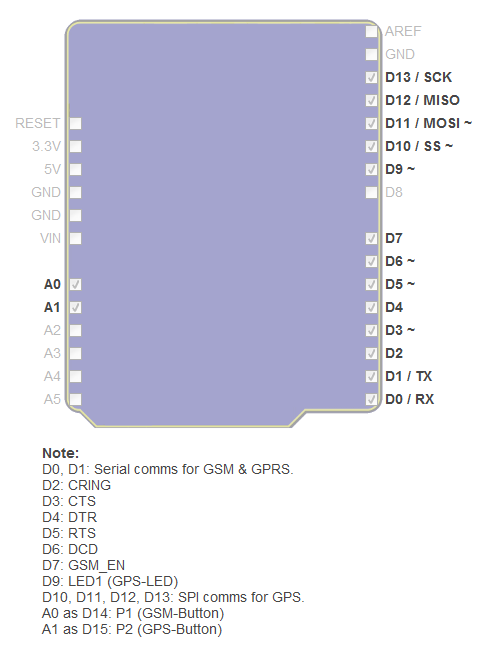 AREF
GND
D13 / SCK
D12 / MISO
RESET D11 / MOSI ~
3.3V D10 / SS ~
5V D9 ~
GND D8
GND
VIN D7
D6 ~
A0 D5 ~
A1 D4
A2 D3 ~
A3 D2
A4 D1 / TX
A5 D0 / RX
Note:
D0, D1: Serial comms for GSM & GPRS.
D2: CRING
D3: CTS
D4: DTR
D5: RTS
D6: DCD
D7: GSM_EN
D9: LED1 (GPS-LED)
D10, D11, D12, D13: SPI comms for GPS.
A0 as D14: P1 (GSM-Button)
A1 as D15: P2 (GPS-Button)